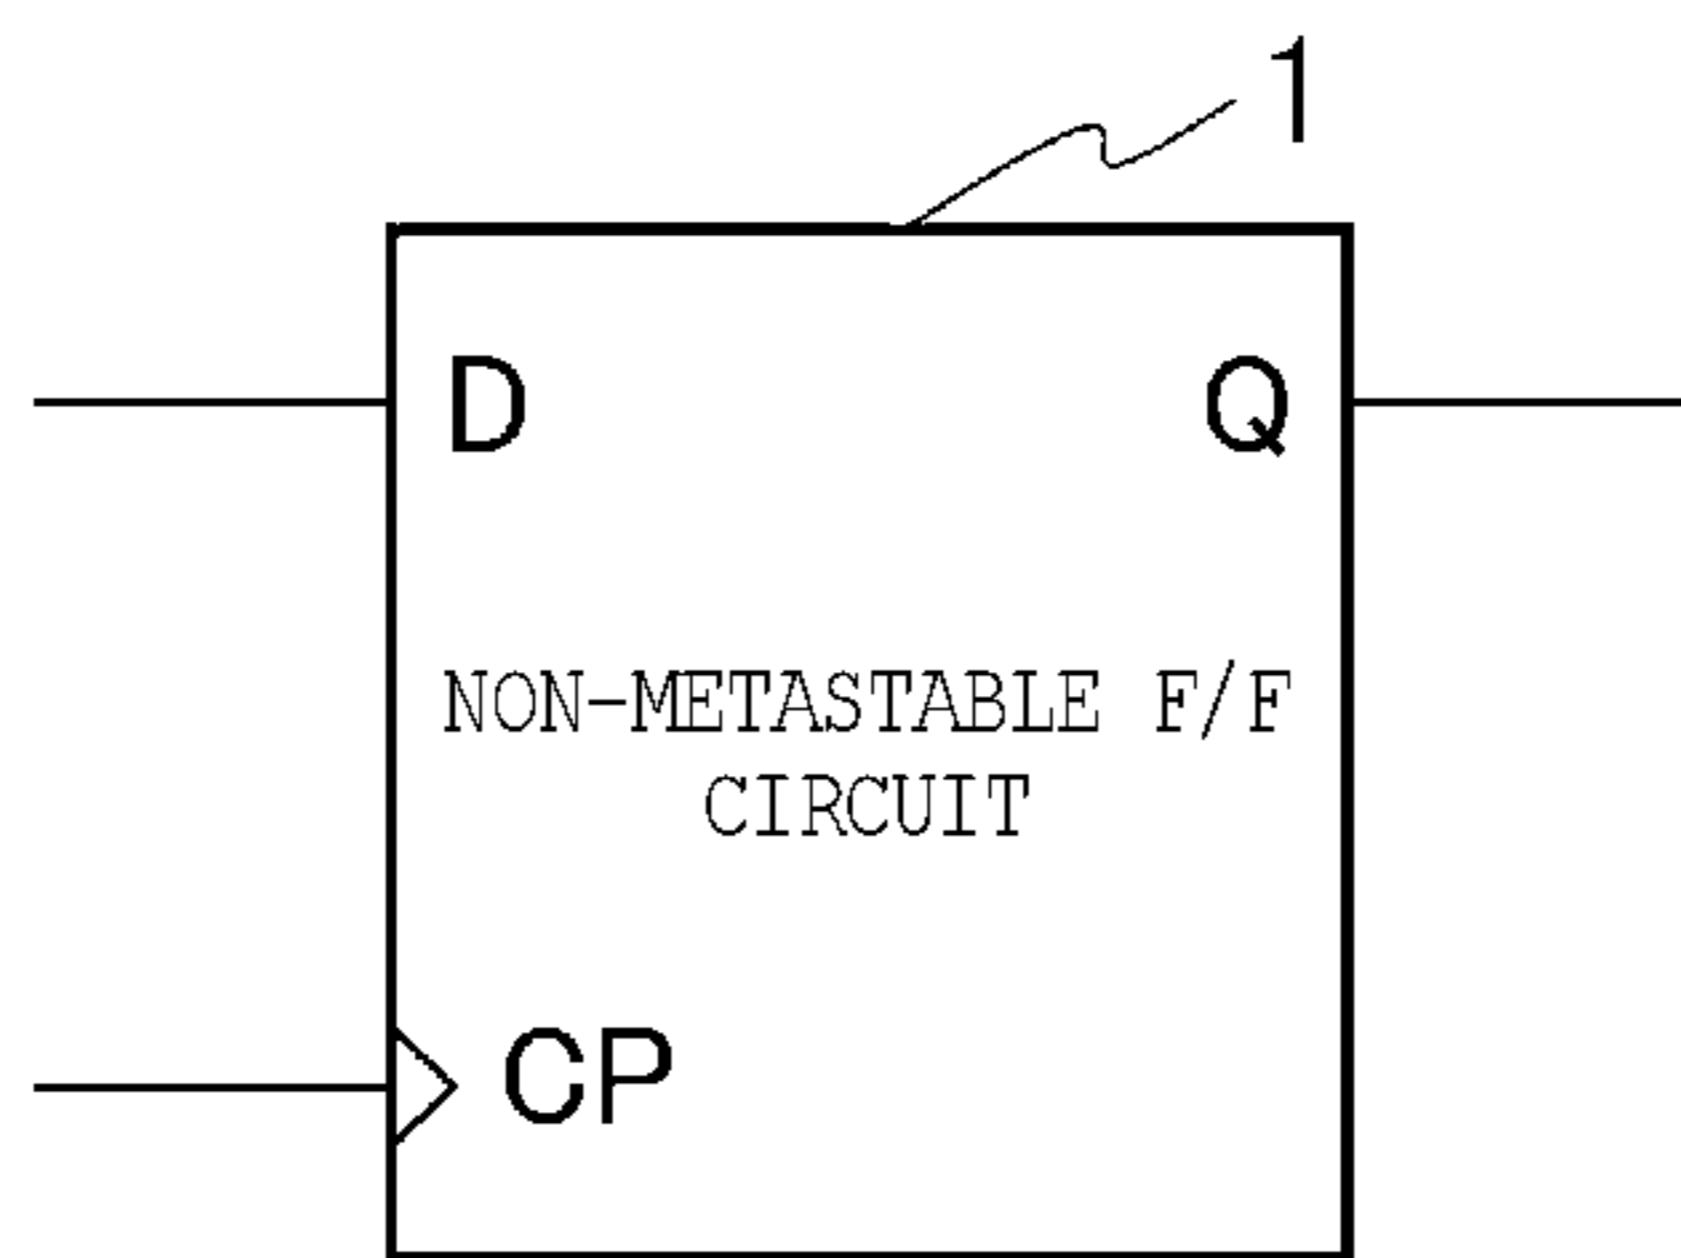 1
D Q
NON-METASTABLE F/F
CIRCUIT
CP